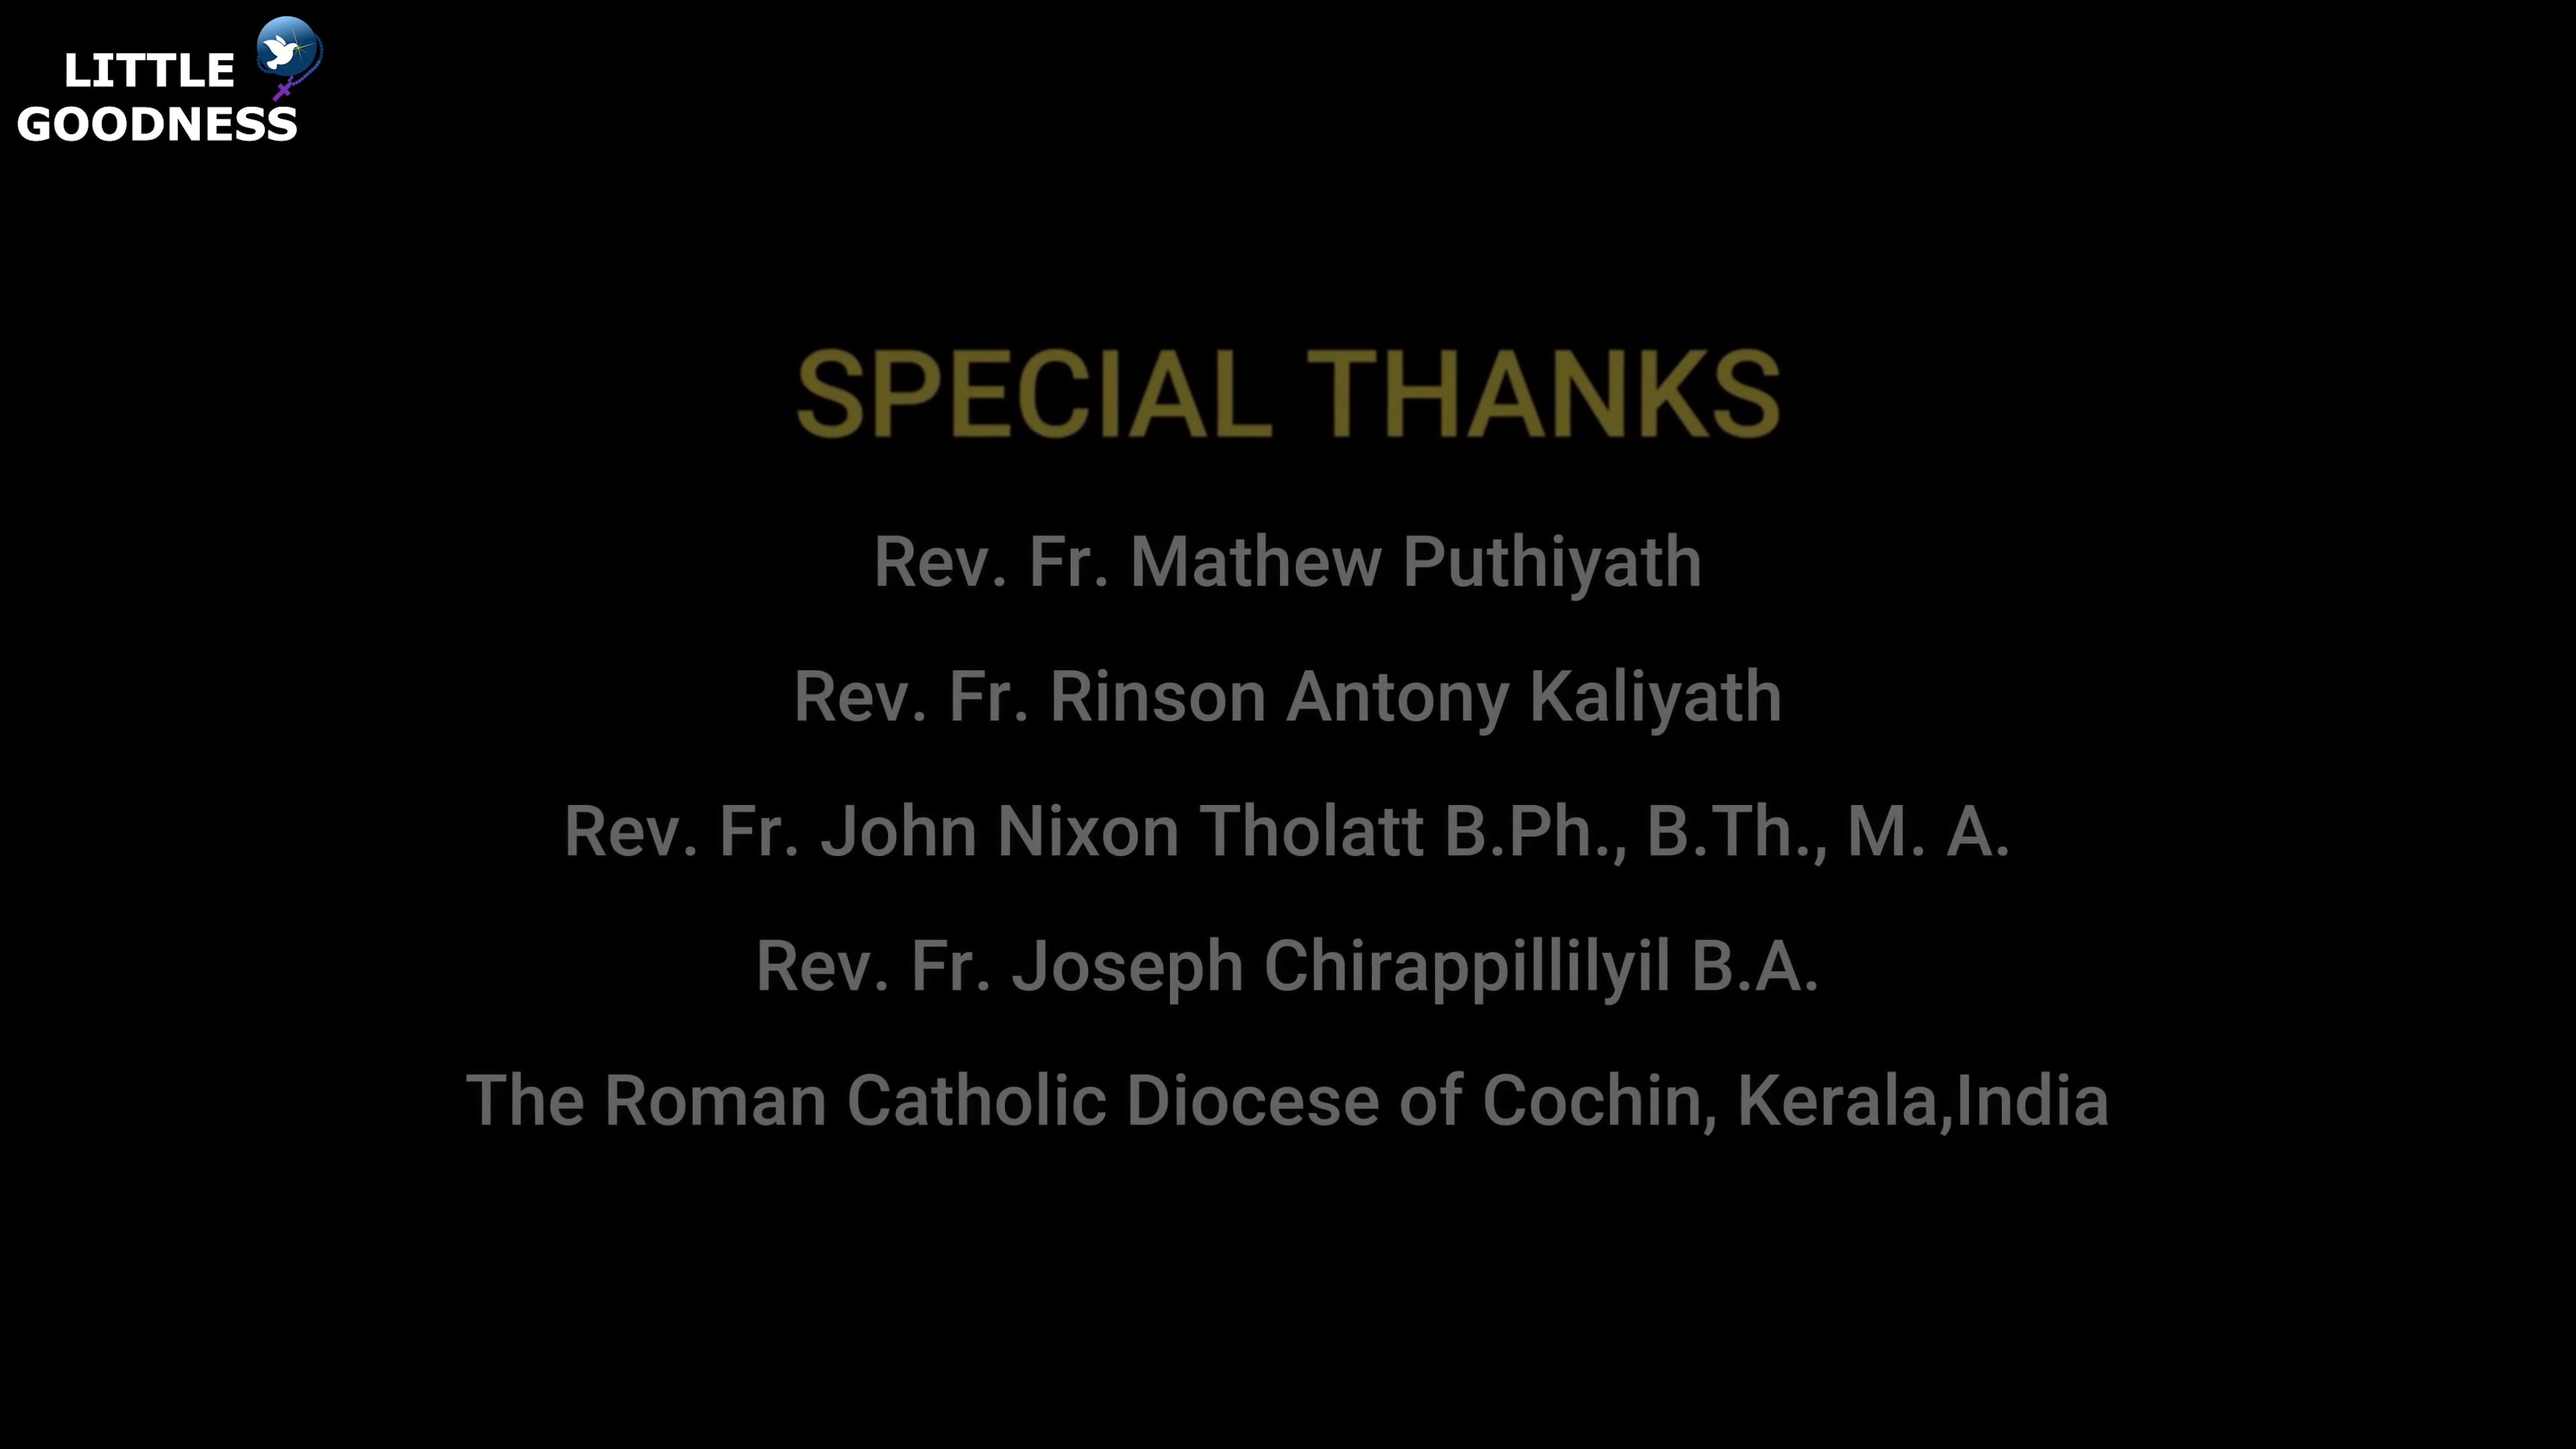 LITTLE
GOODNESS
SPECIAL THANKS
Rev. Fr. Mathew Puthiyath
Rev. Fr. Rinson Antony Kaliyath
Rev. Fr. John Nixon Tholatt B.Ph., B.Th., M. A.
Rev. Fr. Joseph Chirappillilyil B.A.
The Roman Catholic Diocese of Cochin, Kerala,India